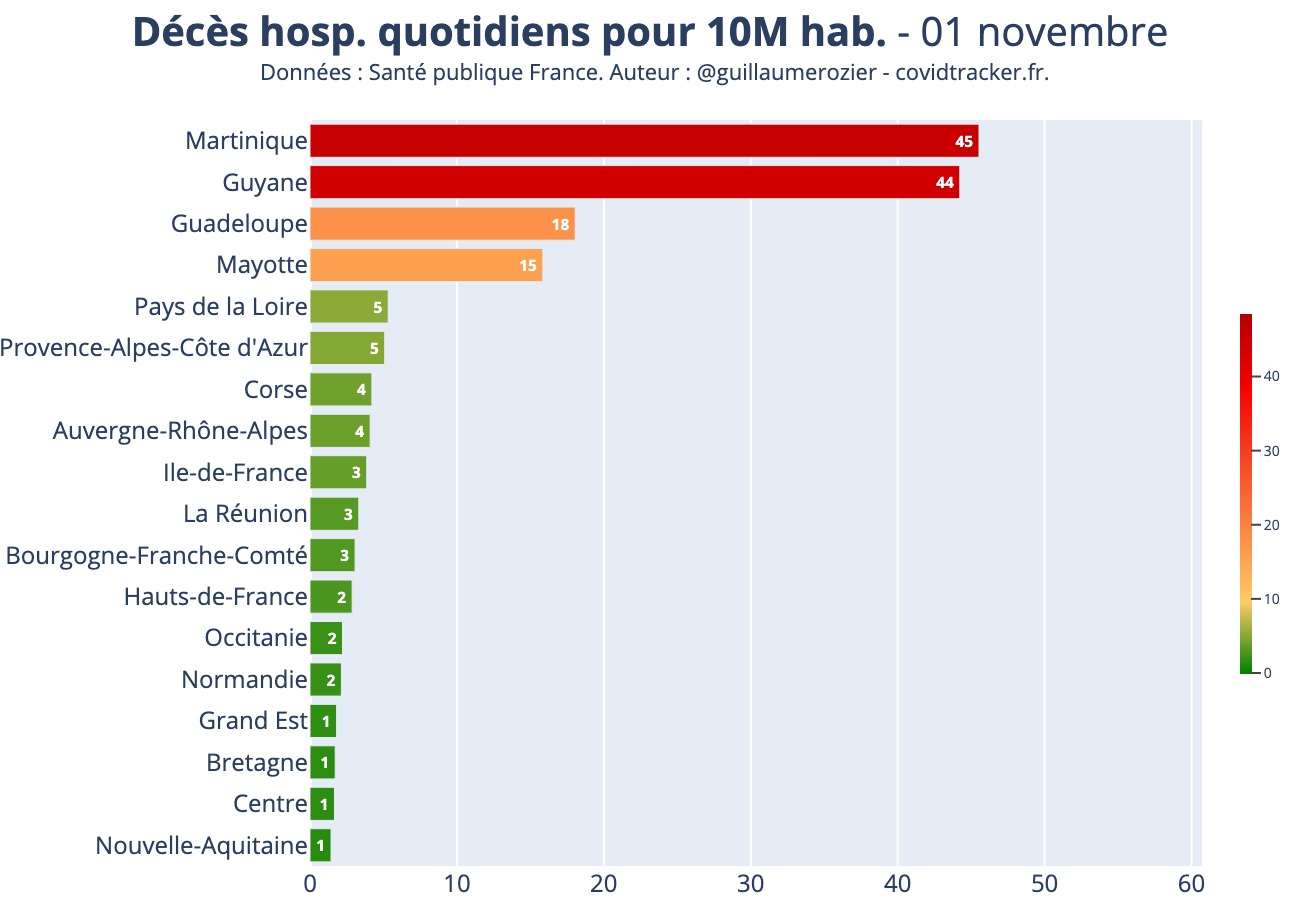 Décès hosp. quotidiens pour 10M hab. - 01 novembre
Données : Santé publique France. Auteur : @guillaumerozier - covidtracker.fr.
Martinique 45
Guyane 44
Guadeloupe 18
Mayotte 15
Pays de la Loire 5
Provence-Alpes-Côte d'Azur 5
Corse 4
Auvergne-Rhône-Alpes 4
Ile-de-France 3
La Réunion 3
Bourgogne-Franche-Comté 3
Hauts-de-France 2
Occitanie 2
Normandie 2
Grand Est 1
Bretagne 1
Centre 1
Nouvelle-Aquitaine 1
0 10 20 30 40 50 60
40
30
20
10
0